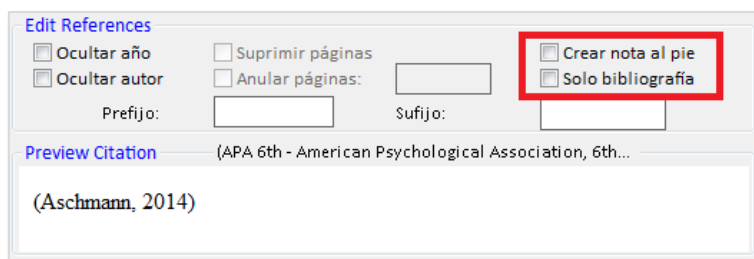 Edit References
Ocultar año Suprimir páginas Crear nota al pie
Ocultar autor Anular páginas: Solo bibliografía
Prefijo: Sufijo:
Preview Citation (APA 6th - American Psychological Association, 6th...
(Aschmann, 2014)